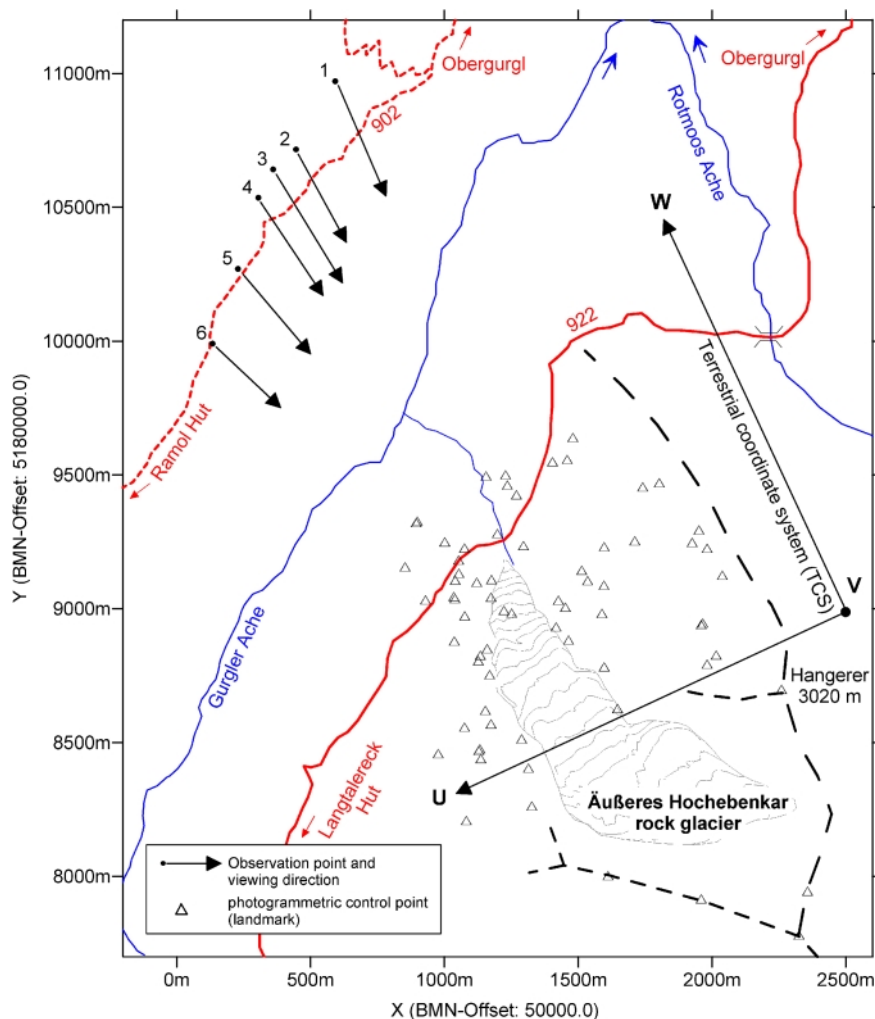 11000m
10500m
10000m
9500m
9000m
8500m
8000m
Y (BMN-Offset: 5180000.0)
0m
500m
1000m
1500m
2000m
2500m
X (BMN-Offset: 50000.0)
Obergurgl
Obergurgl
1
902
2
3
4
5
6
Ramol Hut
Rotmoos Ache
W
922
Terrestrial coordinate system (TCS)
V
Gurgler Ache
Hangerer
3020 m
U
Langtalereck
Hut
Äußeres Hochebenkar
rock glacier
Observation point and
viewing direction
photogrammetric control point
(landmark)